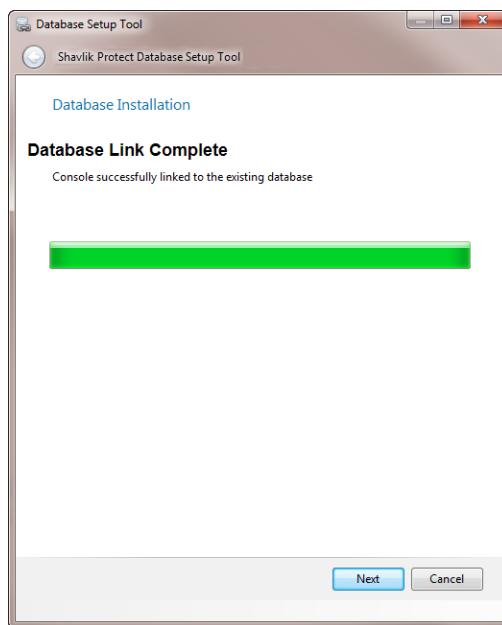 Database Setup Tool
Shavlik Protect Database Setup Tool
Database Installation
Database Link Complete
Console successfully linked to the existing database
Next
Cancel